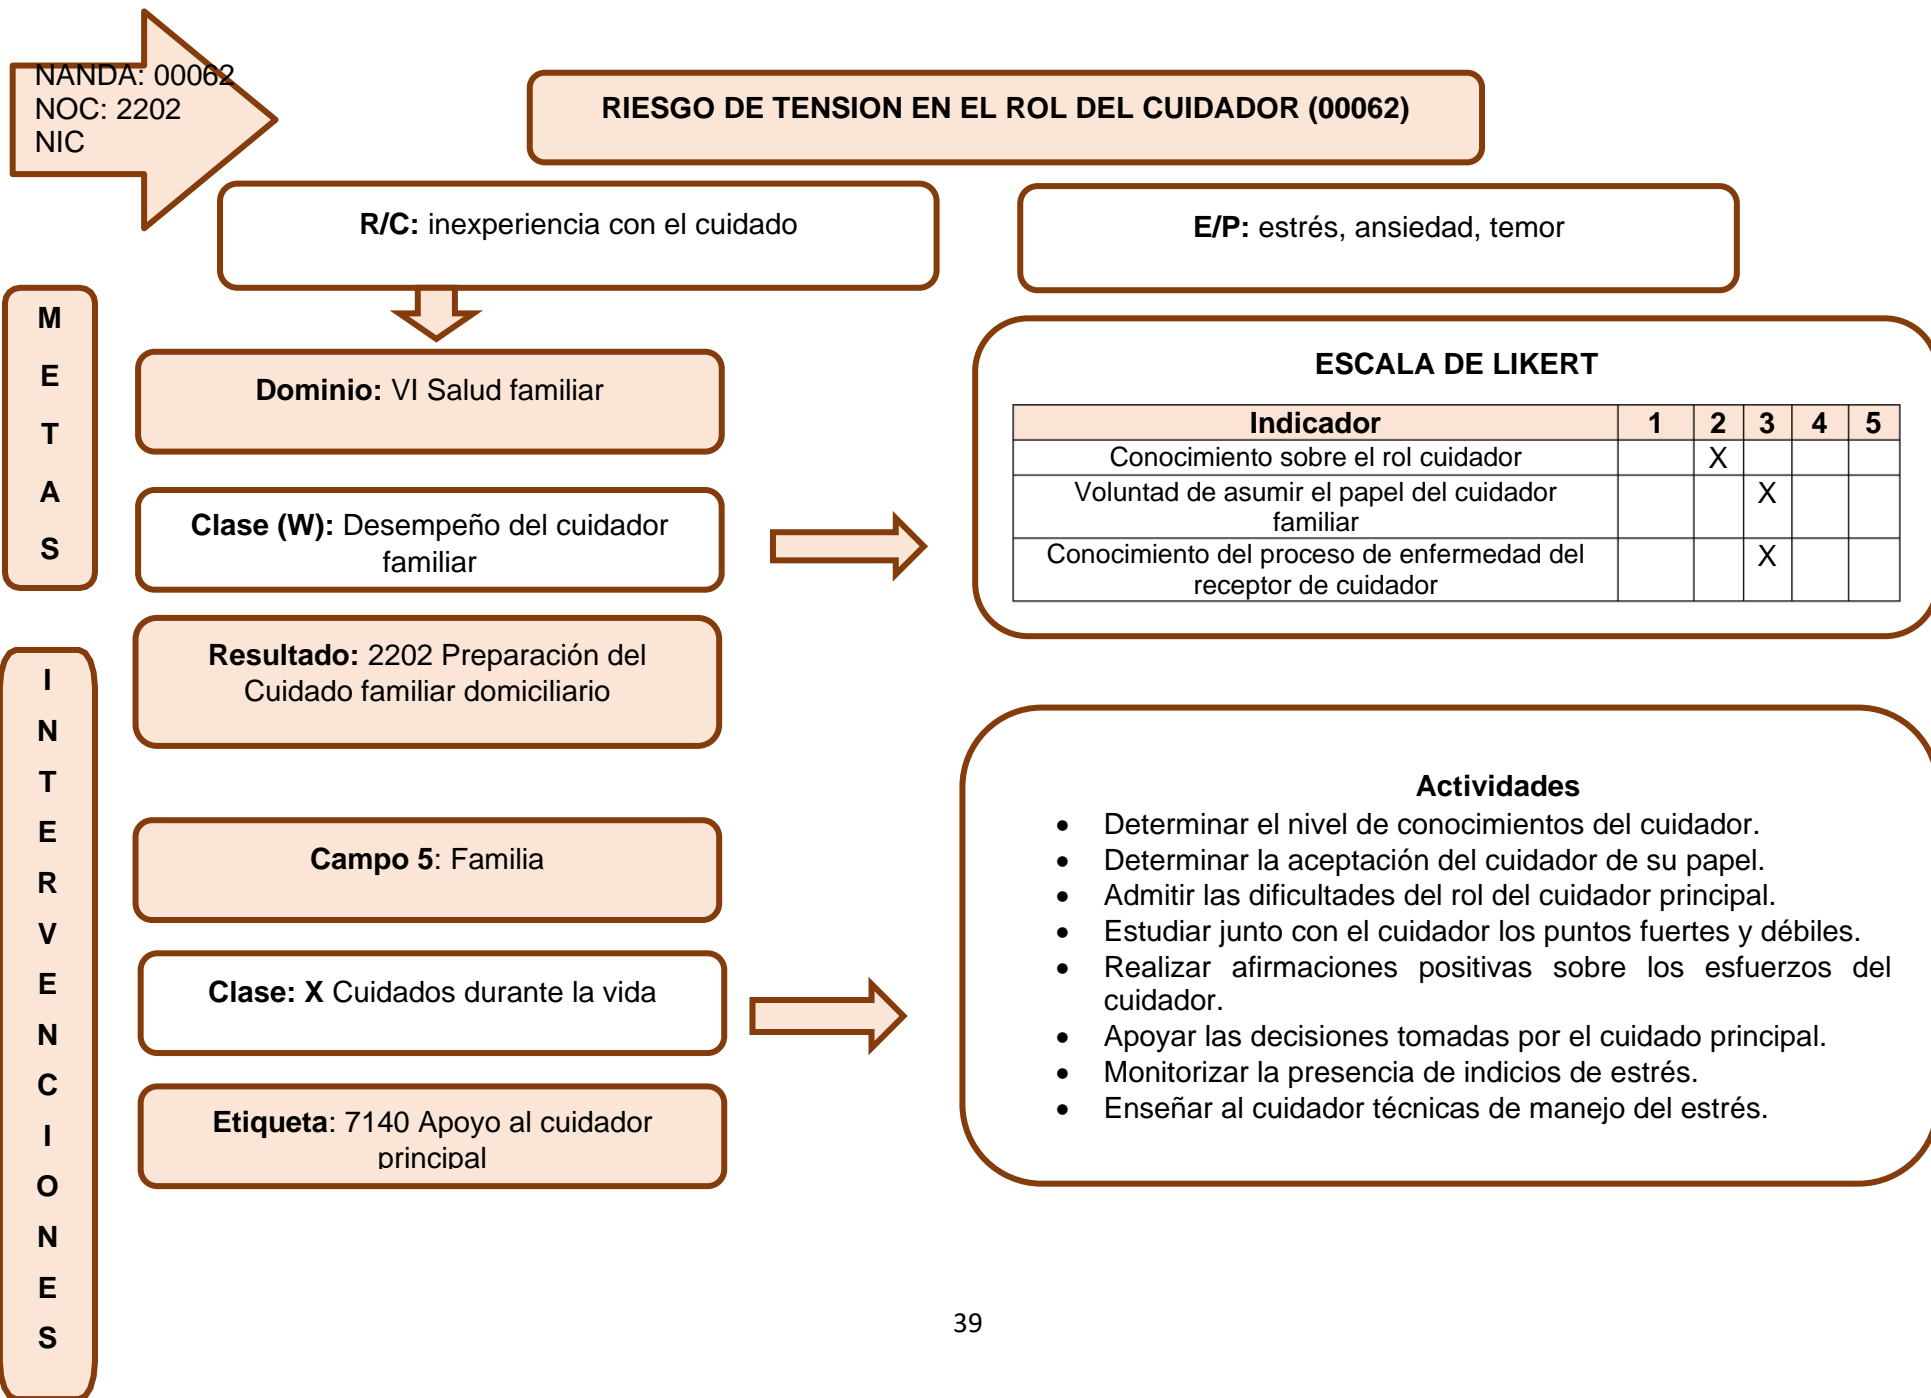 NANDA: 00062
NOC: 2202
NIC
RIESGO DE TENSION EN EL ROL DEL CUIDADOR (00062)
R/C: inexperiencia con el cuidado
E/P: estrés, ansiedad, temor
M
E
T
A
S
Dominio: VI Salud familiar
Clase (W): Desempeño del cuidador
familiar
Resultado: 2202 Preparación del
Cuidado familiar domiciliario
ESCALA DE LIKERT
Indicador 1 2 3 4 5
Conocimiento sobre el rol cuidador X
Voluntad de asumir el papel del cuidador X
familiar
Conocimiento del proceso de enfermedad del X
receptor de cuidador
I
N
T
E
R
V
E
N
C
I
O
N
E
S
Campo 5: Familia
Clase: X Cuidados durante la vida
Etiqueta: 7140 Apoyo al cuidador
principal
Actividades
• Determinar el nivel de conocimientos del cuidador.
• Determinar la aceptación del cuidador de su papel.
• Admitir las dificultades del rol del cuidador principal.
• Estudiar junto con el cuidador los puntos fuertes y débiles.
• Realizar afirmaciones positivas sobre los esfuerzos del
cuidador.
• Apoyar las decisiones tomadas por el cuidado principal.
• Monitorizar la presencia de indicios de estrés.
• Enseñar al cuidador técnicas de manejo del estrés.
39